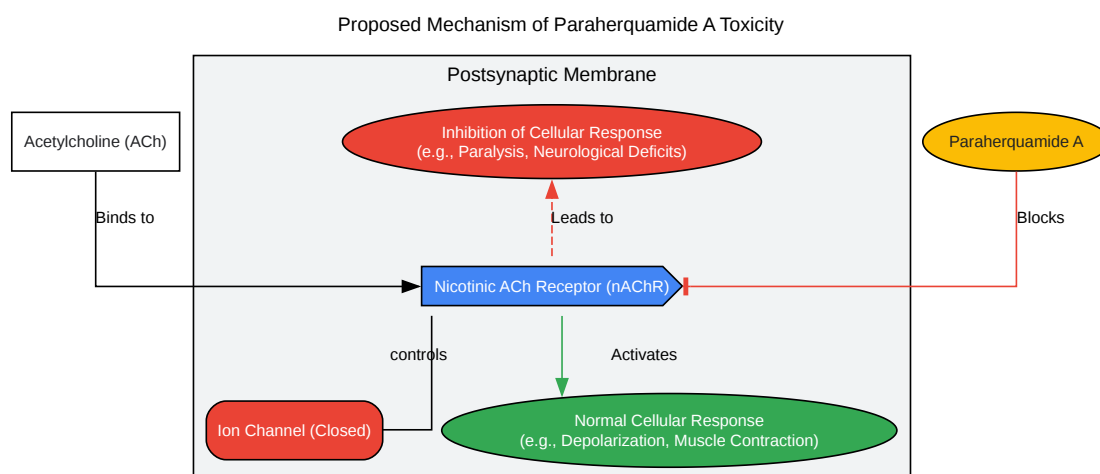 Proposed Mechanism of Paraherquamide A Toxicity
Postsynaptic Membrane
Acetylcholine (ACh)
Inhibition of Cellular Response
(e.g., Paralysis, Neurological Deficits)
Paraherquamide A
Binds to
Leads to
Blocks
Nicotinic ACh Receptor (nAChR)
controls
Activates
Ion Channel (Closed)
Normal Cellular Response
(e.g., Depolarization, Muscle Contraction)